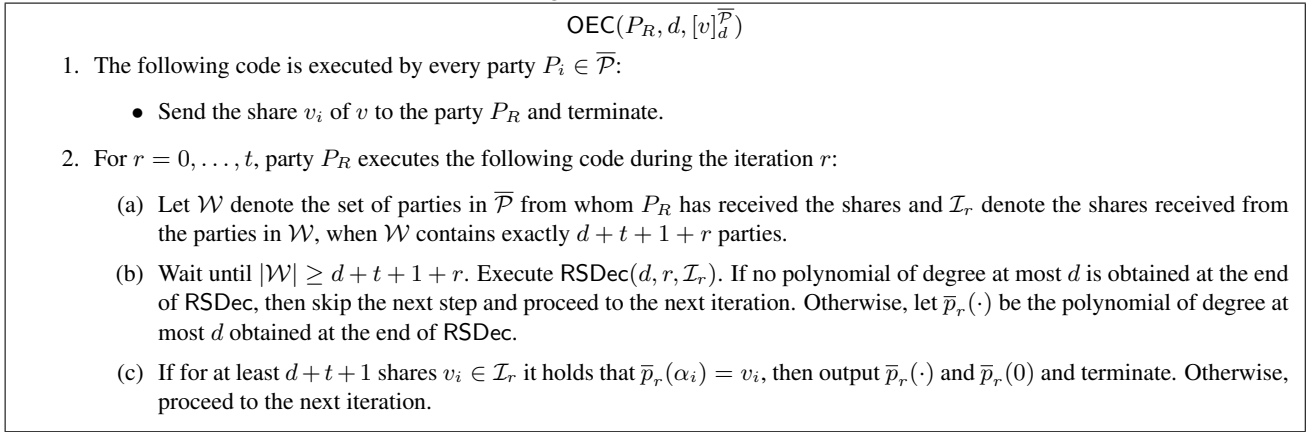 OEC(P_R, d, [v]_d^{\overline{𝒫}})
1. The following code is executed by every party P_i ∈ \overline{𝒫}:
• Send the share v_i of v to the party P_R and terminate.
2. For r = 0, . . . , t, party P_R executes the following code during the iteration r:
(a) Let 𝒲 denote the set of parties in \overline{𝒫} from whom P_R has received the shares and ℐ_r denote the shares received from
the parties in 𝒲, when 𝒲 contains exactly d + t + 1 + r parties.
(b) Wait until |𝒲| ≥ d + t + 1 + r. Execute RSDec(d, r, ℐ_r). If no polynomial of degree at most d is obtained at the end
of RSDec, then skip the next step and proceed to the next iteration. Otherwise, let \overline{p}_r(·) be the polynomial of degree at
most d obtained at the end of RSDec.
(c) If for at least d + t + 1 shares v_i ∈ ℐ_r it holds that \overline{p}_r(α_i) = v_i, then output \overline{p}_r(·) and \overline{p}_r(0) and terminate. Otherwise,
proceed to the next iteration.